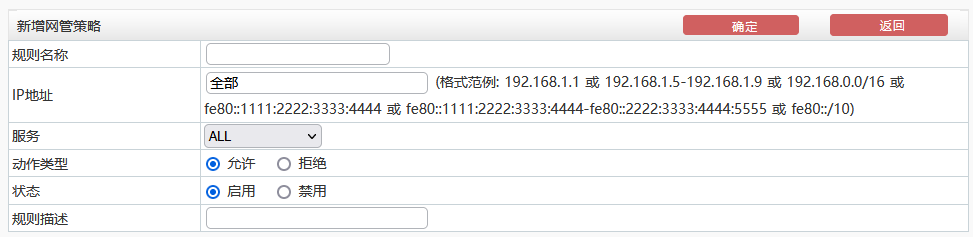 新增网管策略 确定 返回
规则名称
IP地址 全部 (格式范例: 192.168.1.1 或 192.168.1.5-192.168.1.9 或 192.168.0.0/16 或
fe80::1111:2222:3333:4444 或 fe80::1111:2222:3333:4444-fe80::2222:3333:4444:5555 或 fe80::/10)
服务 ALL
动作类型 允许 拒绝
状态 启用 禁用
规则描述